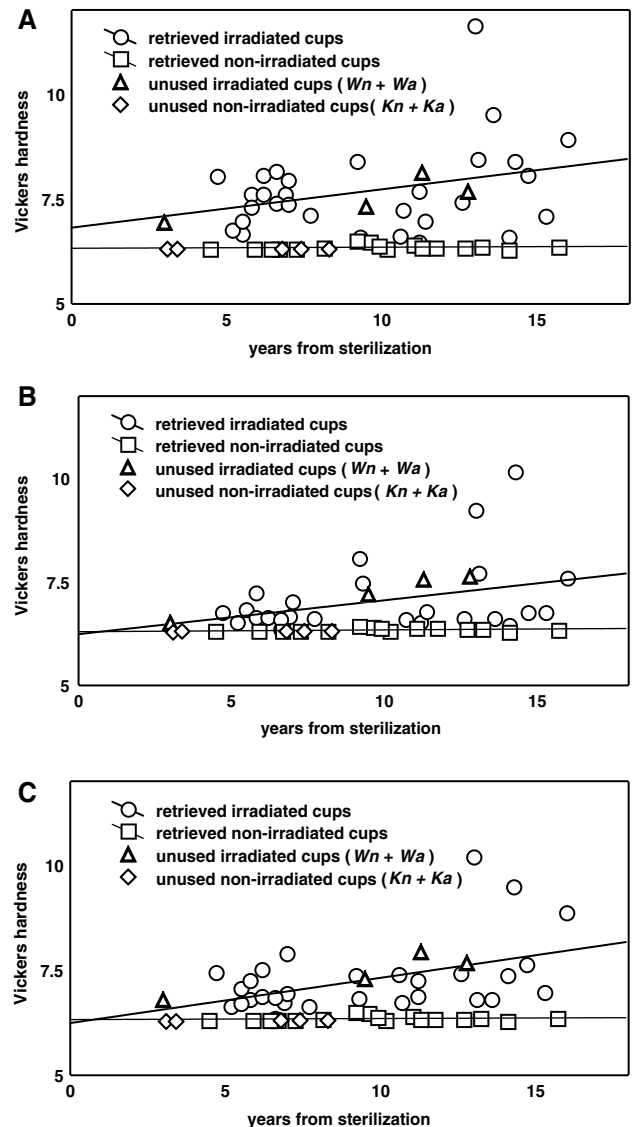 A
retrieved irradiated cups
retrieved non-irradiated cups
unused irradiated cups (Wn + Wa)
unused non-irradiated cups( Kn + Ka )
Vickers hardness
10
7.5
5
0 5 10 15
years from sterilization
B
retrieved irradiated cups
retrieved non-irradiated cups
unused irradiated cups ( Wn + Wa )
unused non-irradiated cups ( Kn + Ka )
Vickers hardness
10
7.5
5
0 5 10 15
years from sterilization
C
retrieved irradiated cups
retrieved non-irradiated cups
unused irradiated cups ( Wn + Wa )
unused non-irradiated cups ( Kn + Ka )
Vickers hardness
10
7.5
5
0 5 10 15
years from sterilization